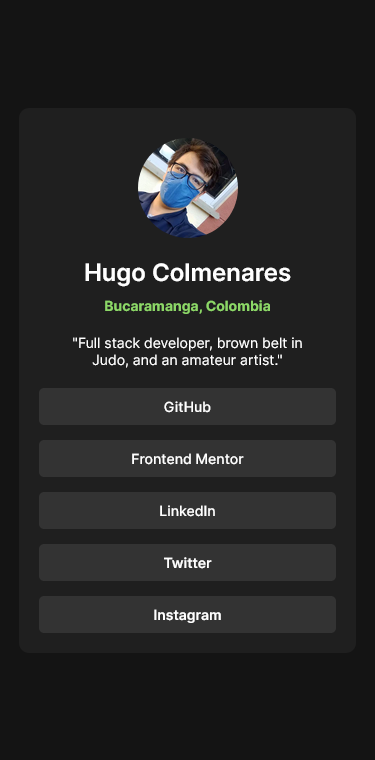 Hugo Colmenares
Bucaramanga, Colombia
"Full stack developer, brown belt in
Judo, and an amateur artist."
GitHub
Frontend Mentor
LinkedIn
Twitter
Instagram